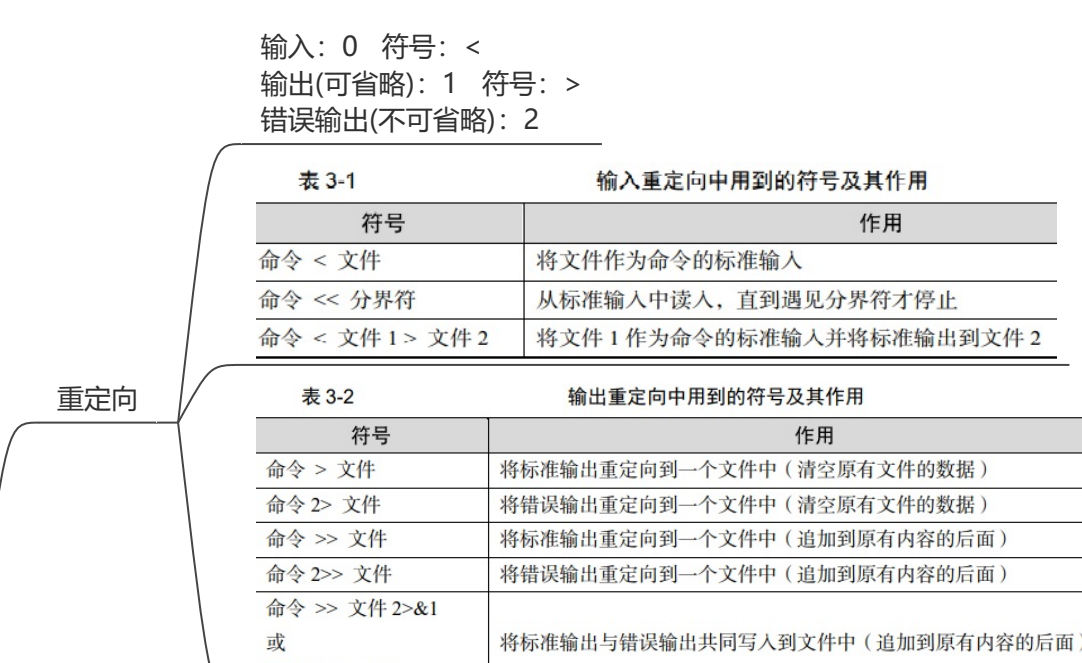 输入：0 符号：<
输出(可省略)：1 符号：>
错误输出(不可省略)：2
表 3-1 输入重定向中用到的符号及其作用
符号 作用
命令 < 文件 将文件作为命令的标准输入
命令 << 分界符 从标准输入中读入，直到遇见分界符才停止
命令 < 文件 1 > 文件 2 将文件 1 作为命令的标准输入并将标准输出到文件 2
重定向
表 3-2 输出重定向中用到的符号及其作用
符号 作用
命令 > 文件 将标准输出重定向到一个文件中（清空原有文件的数据）
命令 2> 文件 将错误输出重定向到一个文件中（清空原有文件的数据）
命令 >> 文件 将标准输出重定向到一个文件中（追加到原有内容的后面）
命令 2>> 文件 将错误输出重定向到一个文件中（追加到原有内容的后面）
命令 >> 文件 2>&1
或 将标准输出与错误输出共同写入到文件中（追加到原有内容的后面）